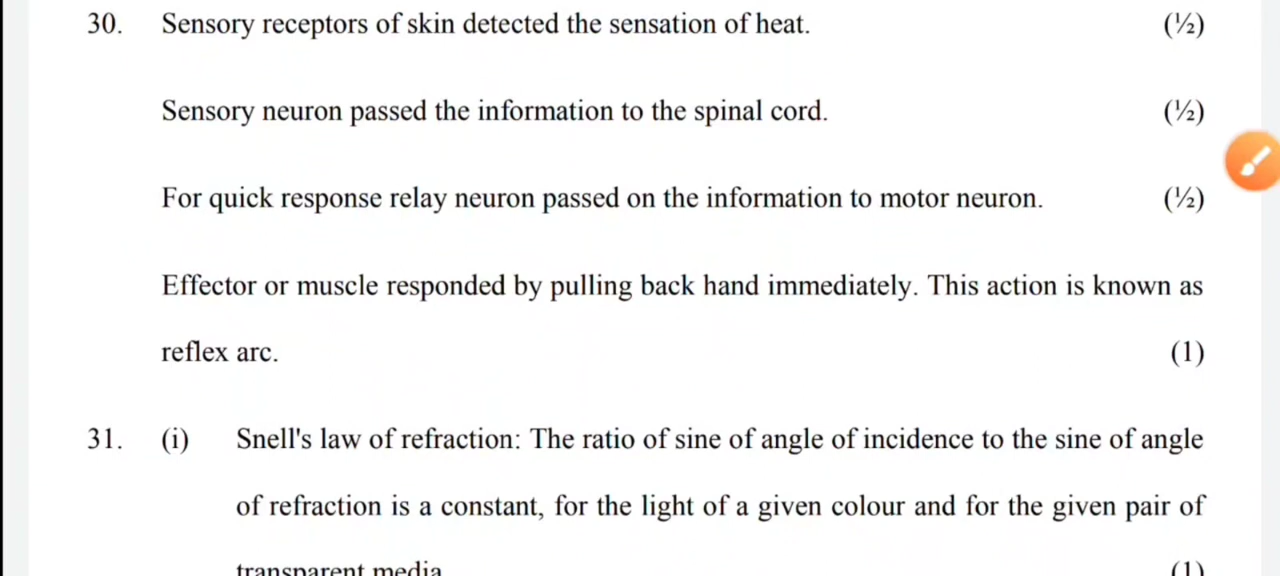 30. Sensory receptors of skin detected the sensation of heat. (½)
Sensory neuron passed the information to the spinal cord. (½)
For quick response relay neuron passed on the information to motor neuron. (½)
Effector or muscle responded by pulling back hand immediately. This action is known as
reflex arc. (1)
31. (i) Snell's law of refraction: The ratio of sine of angle of incidence to the sine of angle
of refraction is a constant, for the light of a given colour and for the given pair of
transparent media (1)